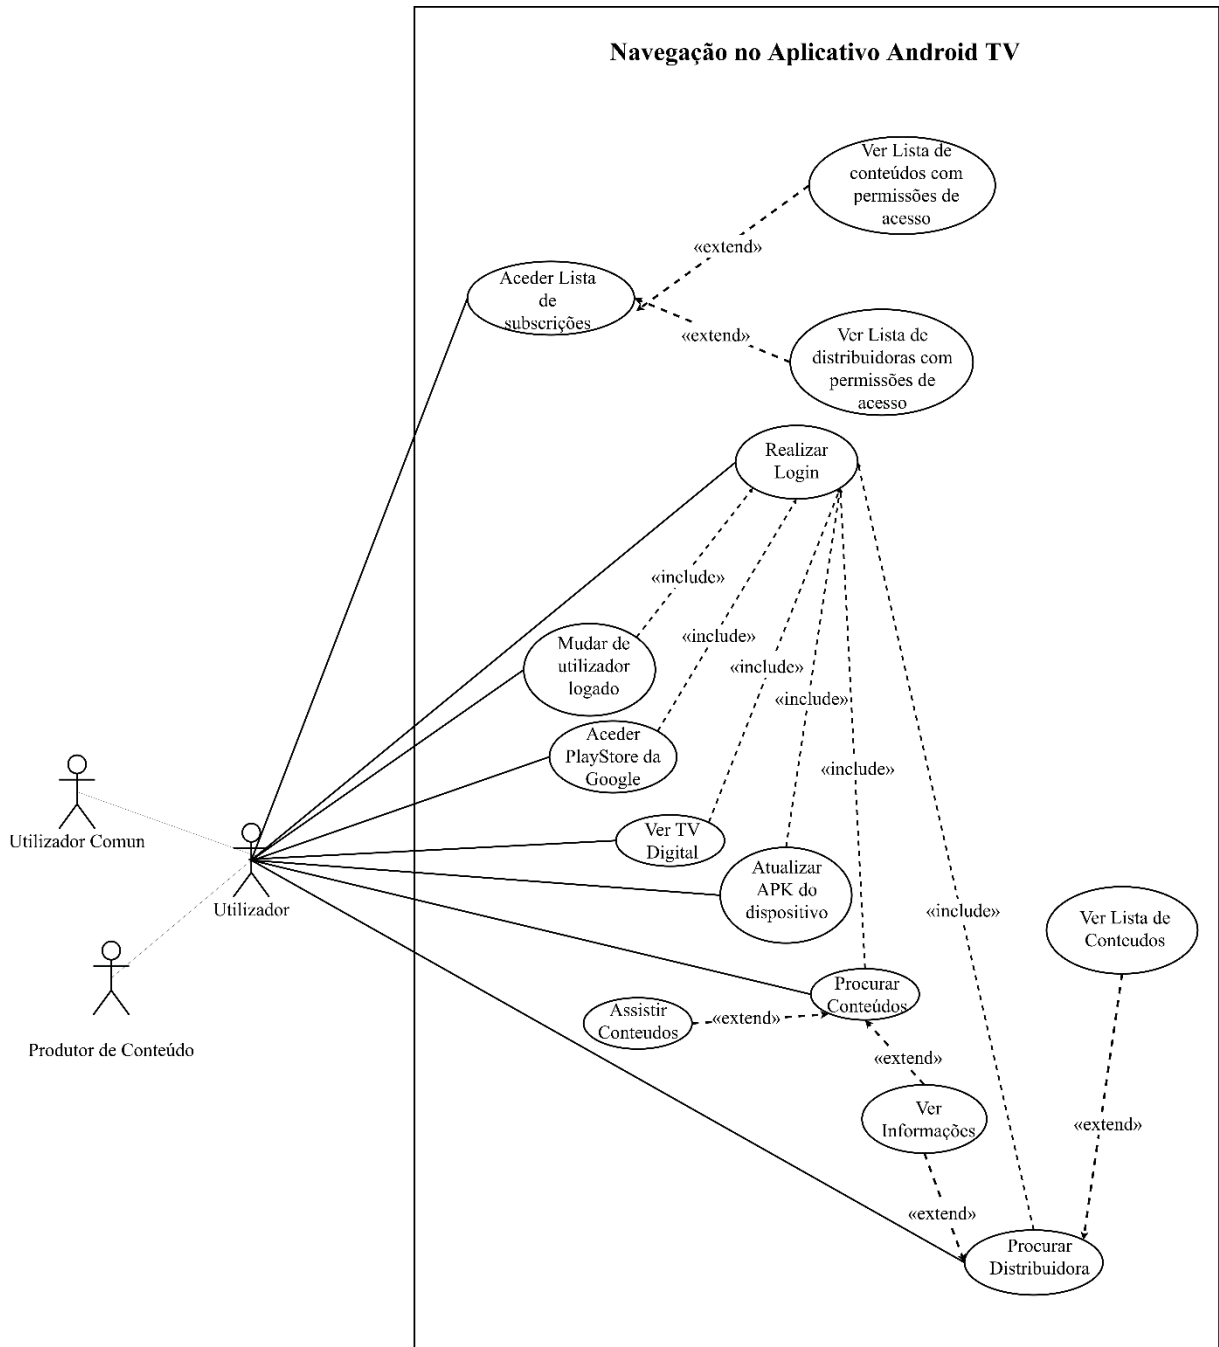 Navegação no Aplicativo Android TV
Ver Lista de
conteúdos com
permissões de
acesso
«extend»
Aceder Lista
de
subscrições
«extend»
Ver Lista de
distribuidoras com
permissões de
acesso
Realizar
Login
«include»
Mudar de
utilizador
logado
«include»
«include»
«include»
Aceder
PlayStore da
Google
«include»
Utilizador Comun
Ver TV
Digital
Atualizar
APK do
dispositivo
Utilizador
«include»
Ver Lista de
Conteudos
Procurar
Conteúdos
Assistir
Conteudos
«extend»
Produtor de Conteúdo
«extend»
Ver
Informações
«extend»
«extend»
Procurar
Distribuidora